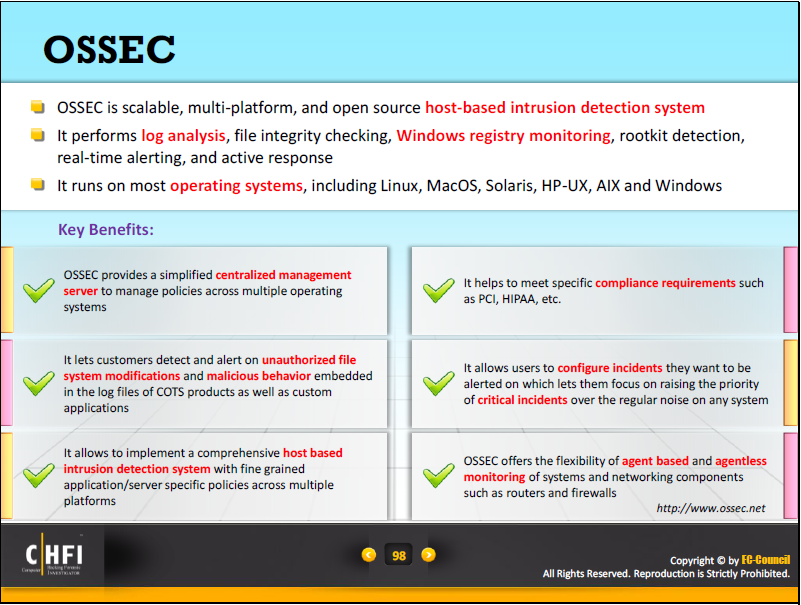 OSSEC
OSSEC is scalable, multi-platform, and open source host-based intrusion detection system
It performs log analysis, file integrity checking, Windows registry monitoring, rootkit detection,
real-time alerting, and active response
It runs on most operating systems, including Linux, MacOS, Solaris, HP-UX, AIX and Windows
Key Benefits:
OSSEC provides a simplified centralized management
server to manage policies across multiple operating
systems
It helps to meet specific compliance requirements such
as PCI, HIPAA, etc.
It lets customers detect and alert on unauthorized file
system modifications and malicious behavior embedded
in the log files of COTS products as well as custom
applications
It allows users to configure incidents they want to be
alerted on which lets them focus on raising the priority
of critical incidents over the regular noise on any system
It allows to implement a comprehensive host based
intrusion detection system with fine grained
application/server specific policies across multiple
platforms
OSSEC offers the flexibility of agent based and agentless
monitoring of systems and networking components
such as routers and firewalls
http://www.ossec.net
CHFI
Computer Hacking Forensic
INVESTIGATOR
98
Copyright © by EC-Council
All Rights Reserved. Reproduction is Strictly Prohibited.